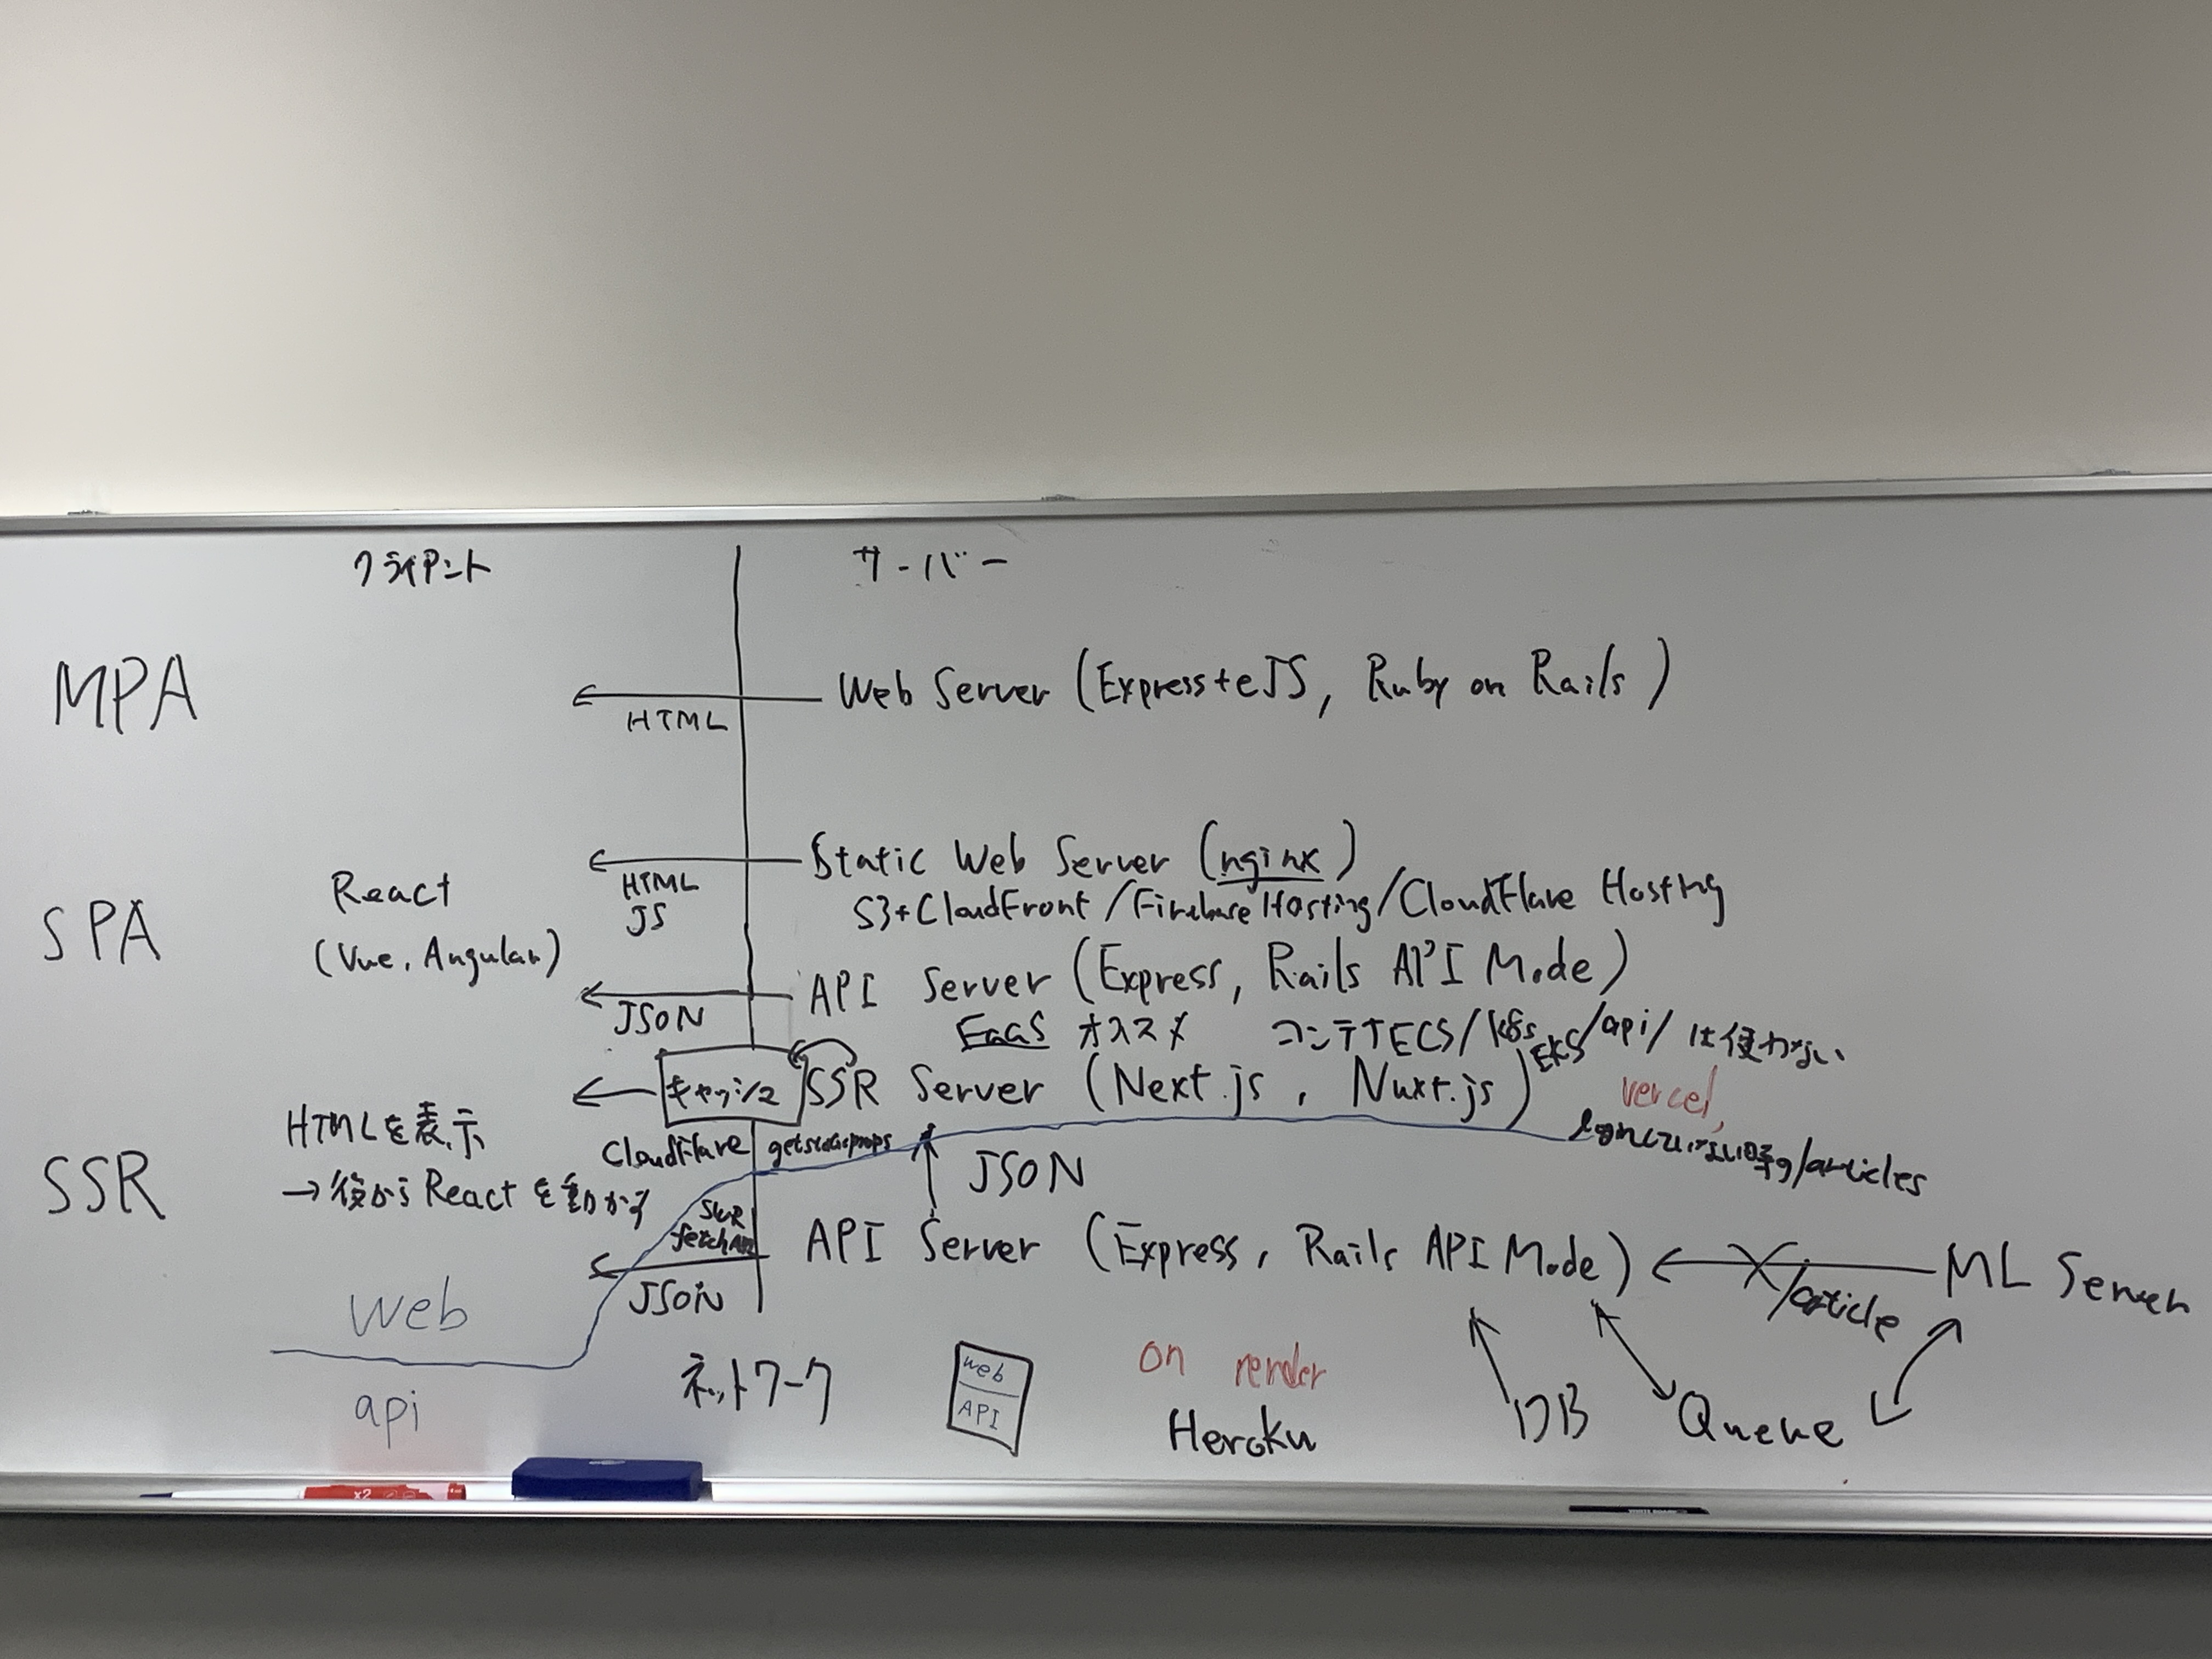 クライアント
サーバー
MPA
HTML
Web Server (Express+eJS, Ruby on Rails)
SPA
React
(Vue, Angular)
HTML
JS
Static Web Server (nginx)
S3+CloudFront/Firebase Hosting/CloudFlare Hosting
JSON
API Server (Express, Rails API Mode)
FaaS オススメ
コンテナECS/k8s/api/は使わない
EKS
SSR
HTMLを表示
→後からReactを動かす
キャッシュ
SSR Server (Next.js, Nuxt.js)
vercel
CloudFlare
getstaticprops
loginしていない時/articles
JSON
SWR
fetchAPI
JSON
API Server (Express, Rails API Mode)
/article
ML Server
web
api
ネットワーク
web
API
on render
Heroku
DB
Queue
x2